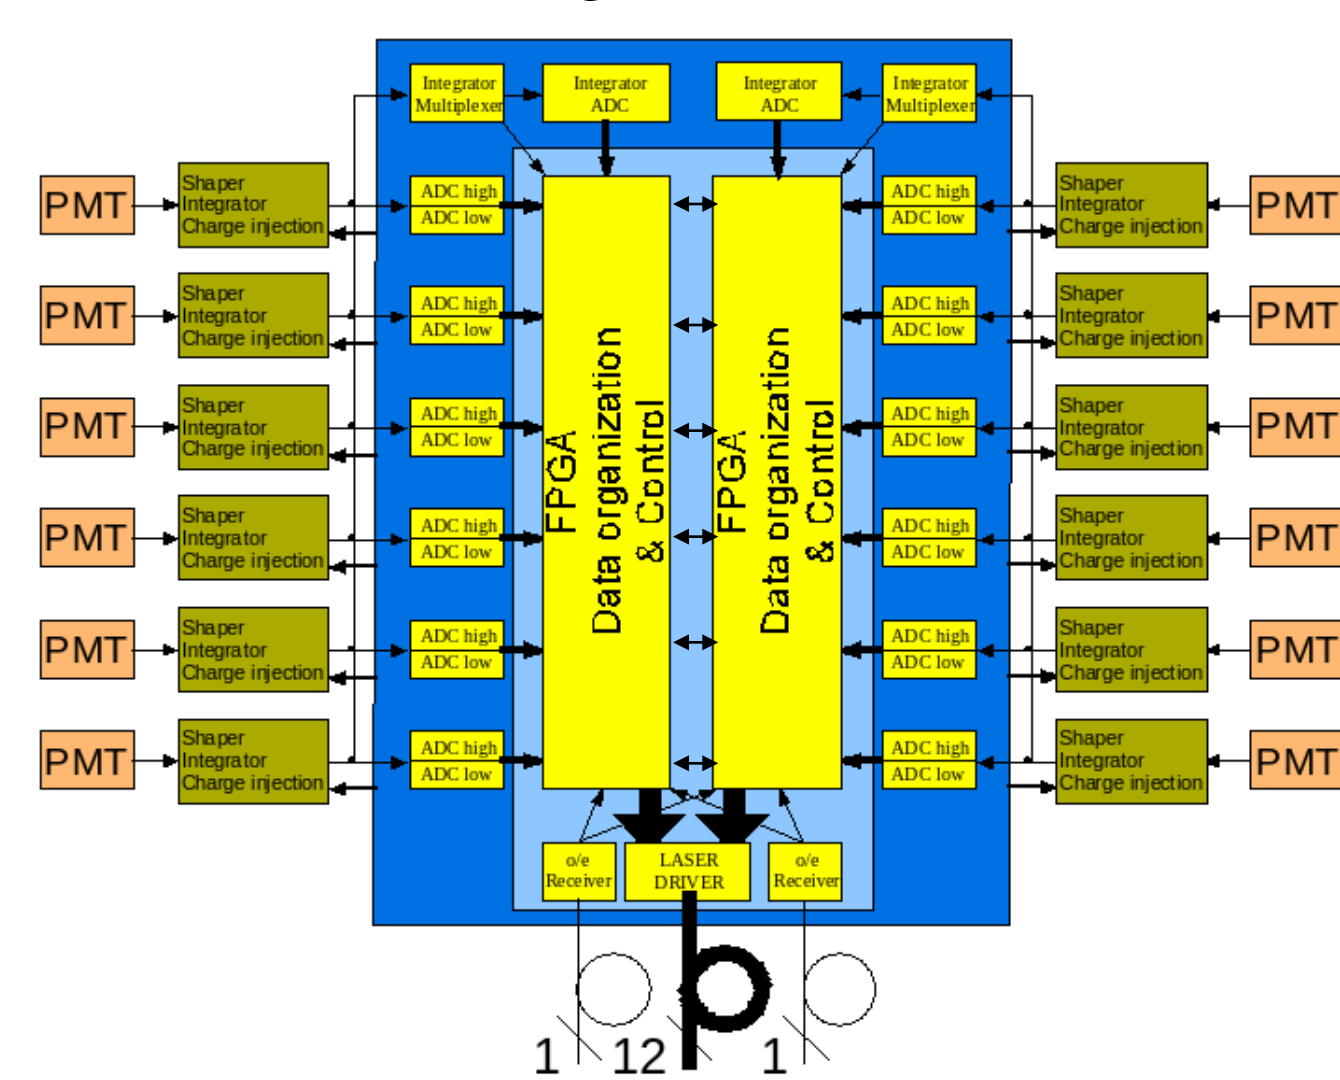 Integrator
Multiplexer
Integrator
ADC
Integrator
ADC
Integrator
Multiplexer
PMT
Shaper
Integrator
Charge injection
ADC high
ADC low
ADC high
ADC low
Shaper
Integrator
Charge injection
PMT
PMT
Shaper
Integrator
Charge injection
ADC high
ADC low
ADC high
ADC low
Shaper
Integrator
Charge injection
PMT
PMT
Shaper
Integrator
Charge injection
ADC high
ADC low
ADC high
ADC low
Shaper
Integrator
Charge injection
PMT
PMT
Shaper
Integrator
Charge injection
ADC high
ADC low
ADC high
ADC low
Shaper
Integrator
Charge injection
PMT
PMT
Shaper
Integrator
Charge injection
ADC high
ADC low
ADC high
ADC low
Shaper
Integrator
Charge injection
PMT
PMT
Shaper
Integrator
Charge injection
ADC high
ADC low
ADC high
ADC low
Shaper
Integrator
Charge injection
PMT
FPGA
Data organization
& Control
FPGA
Data organization
& Control
o/e
Receiver
LASER
DRIVER
o/e
Receiver
1
12
1